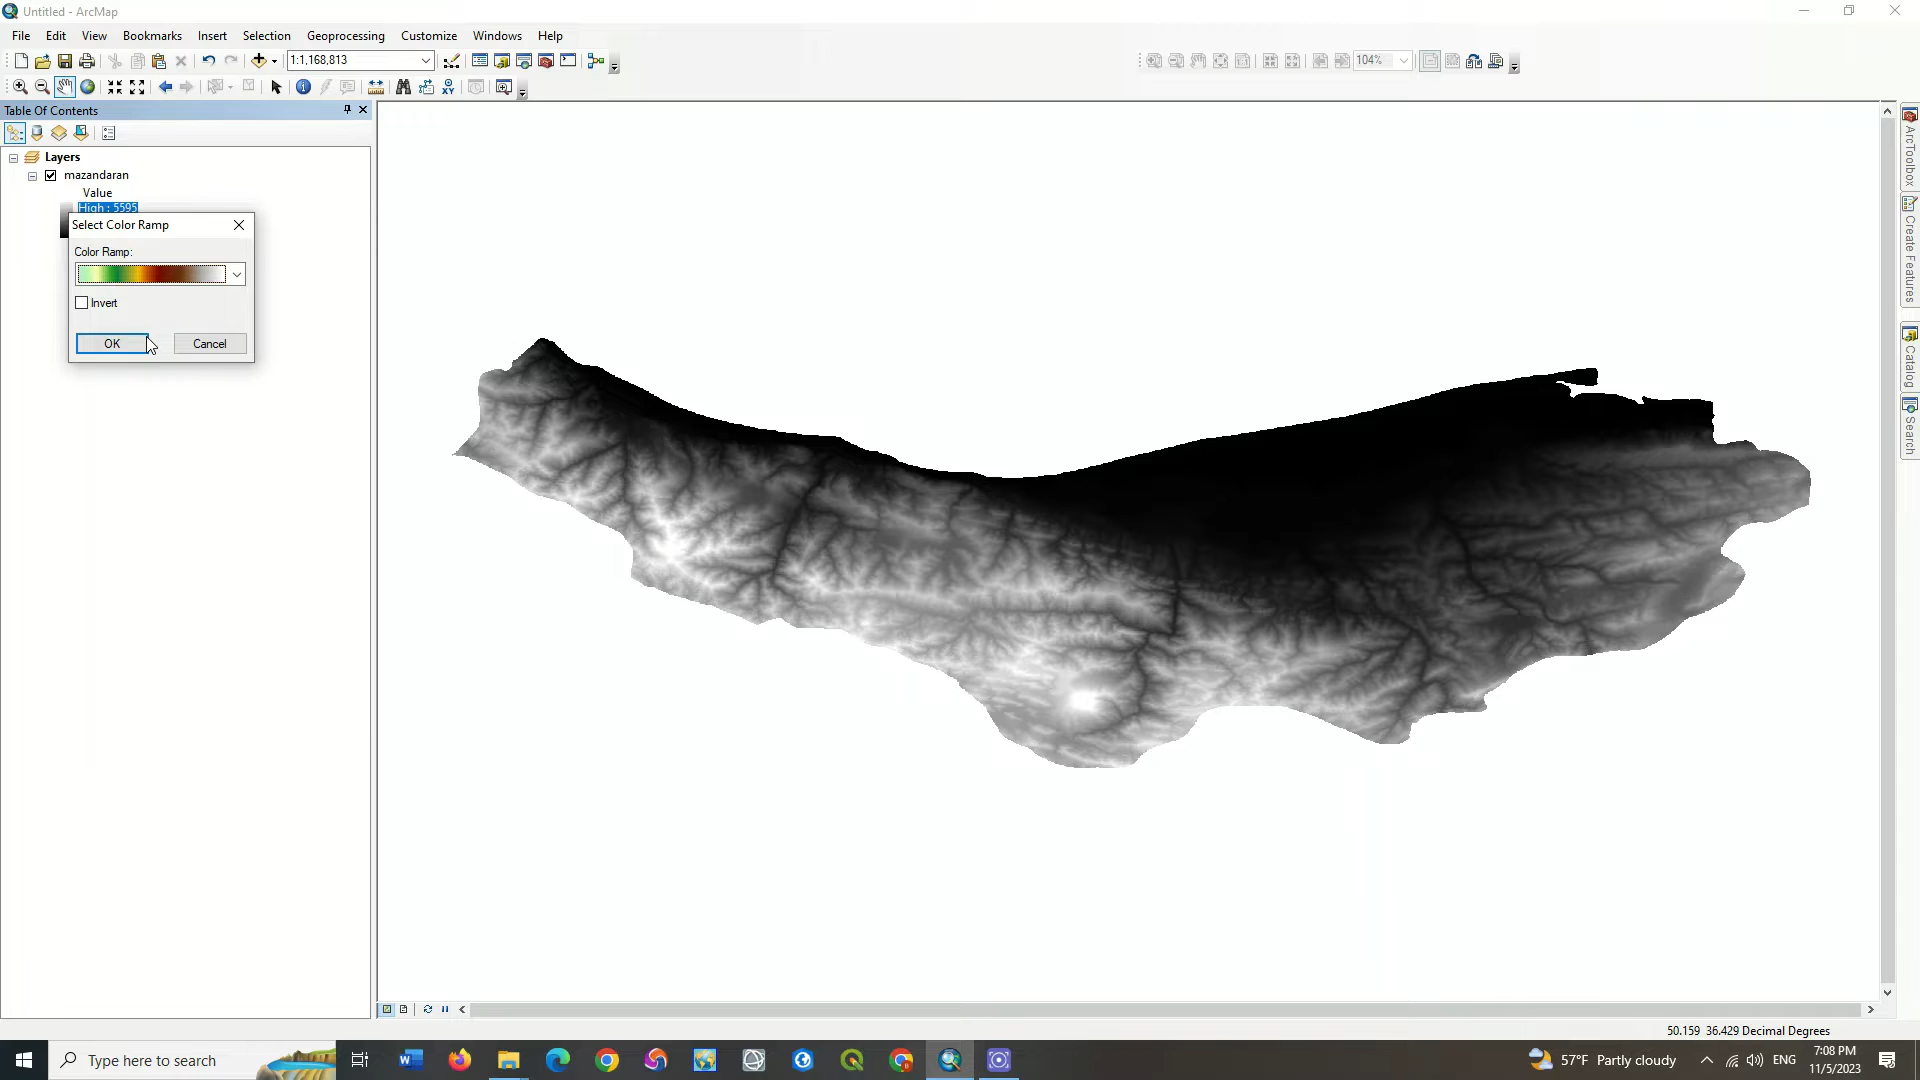 Untitled - ArcMap
File Edit View Bookmarks Insert Selection Geoprocessing Customize Windows Help
1:1,168,813
104%
Table Of Contents
Layers
mazandaran
Value
High : 5595
Select Color Ramp
Color Ramp:
Invert
OK Cancel
ArcToolbox
Create Features
Catalog
Search
50.159 36.429 Decimal Degrees
Type here to search
57°F Partly cloudy
ENG
7:08 PM
11/5/2023